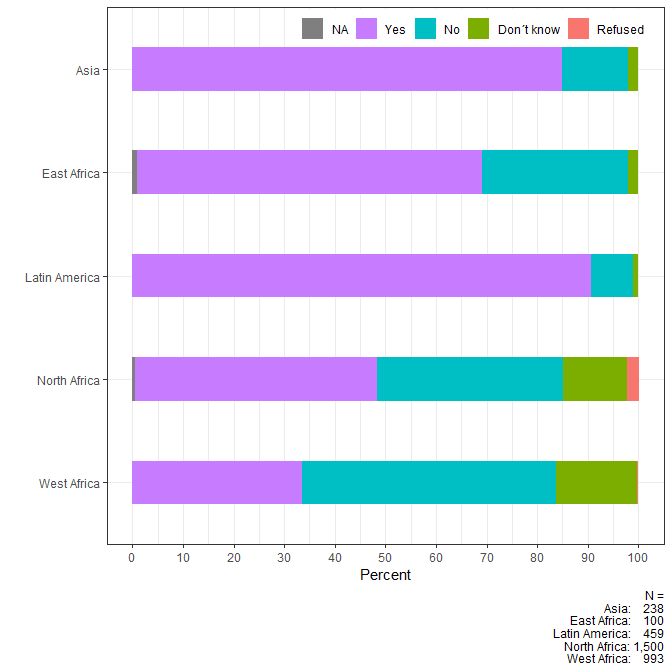 NA Yes No Don´t know Refused
Asia
East Africa
Latin America
North Africa
West Africa
0 10 20 30 40 50 60 70 80 90 100
Percent
N =
Asia: 238
East Africa: 100
Latin America: 459
North Africa: 1,500
West Africa: 993